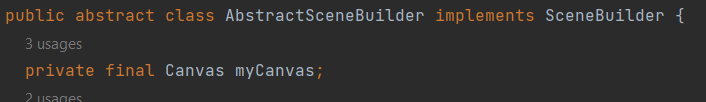 public abstract class AbstractSceneBuilder implements SceneBuilder {
3 usages
private final Canvas myCanvas;
2 usages